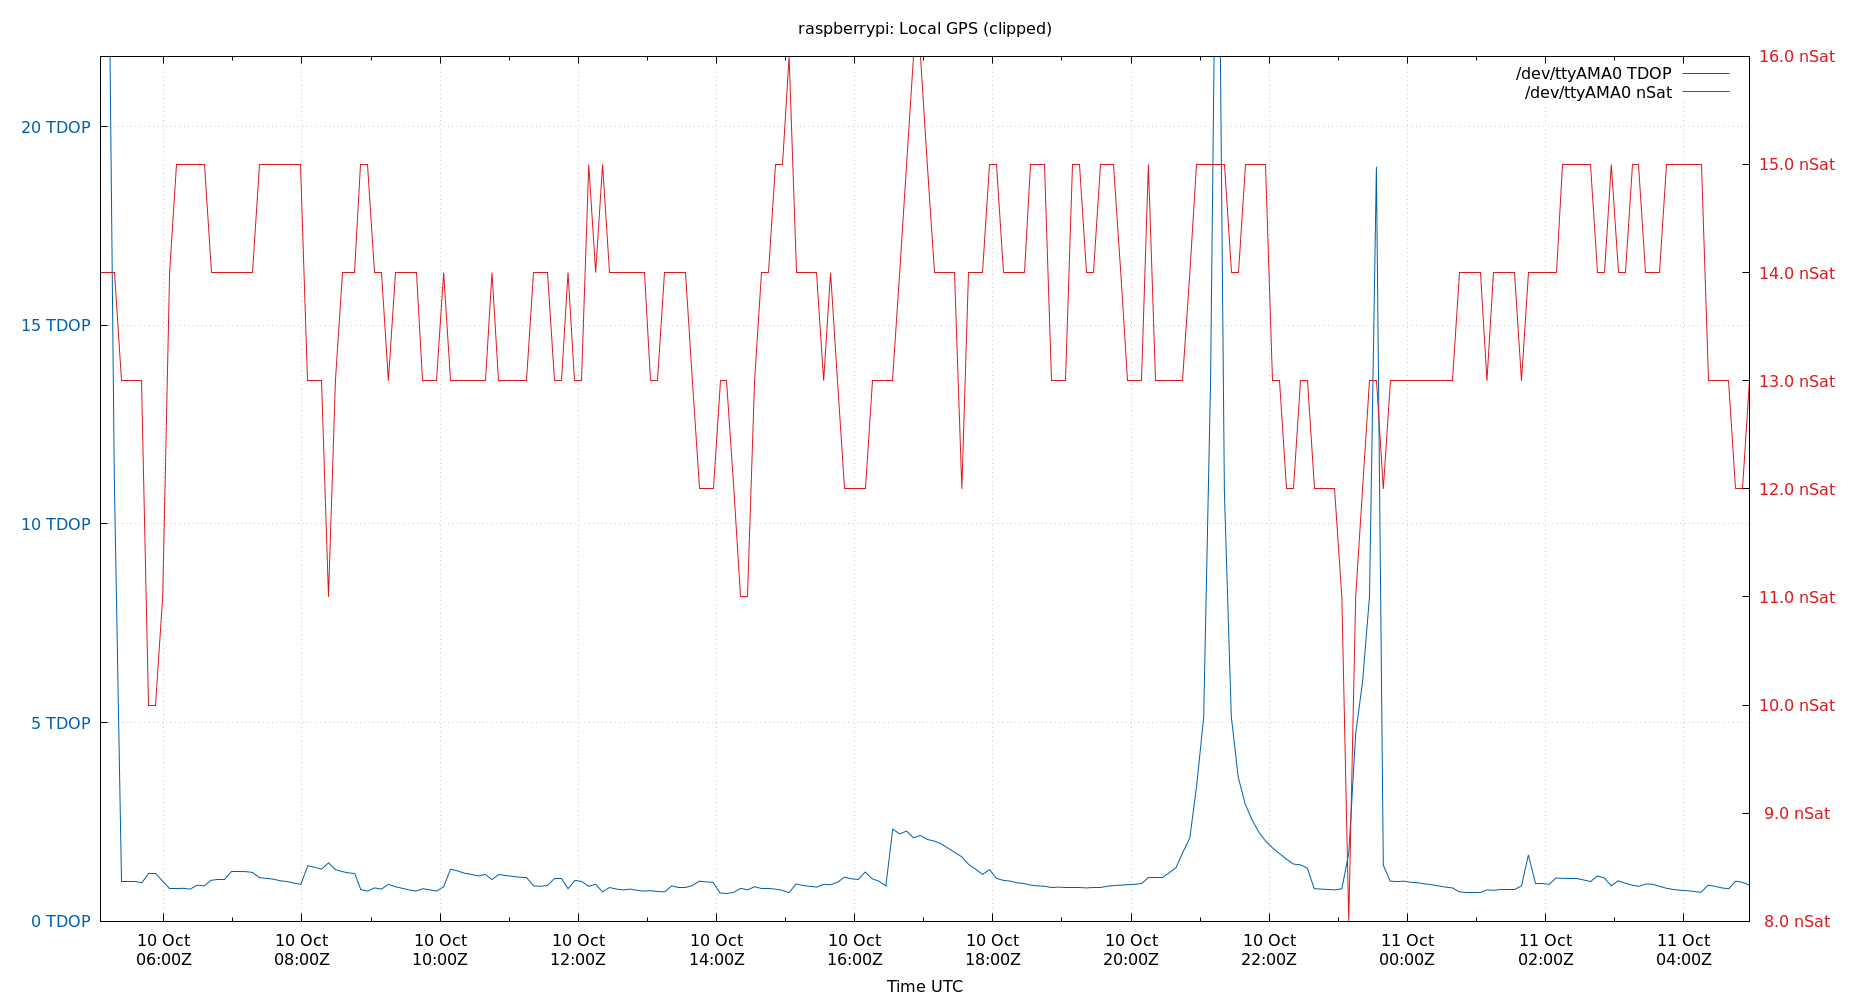 raspberrypi: Local GPS (clipped)
16.0 nSat
/dev/ttyAMA0 TDOP
/dev/ttyAMA0 nSat
20 TDOP
15.0 nSat
14.0 nSat
15 TDOP
13.0 nSat
12.0 nSat
10 TDOP
11.0 nSat
10.0 nSat
5 TDOP
9.0 nSat
0 TDOP
8.0 nSat
10 Oct 10 Oct 10 Oct 10 Oct 10 Oct 10 Oct 10 Oct 10 Oct 10 Oct 11 Oct 11 Oct 11 Oct
06:00Z 08:00Z 10:00Z 12:00Z 14:00Z 16:00Z 18:00Z 20:00Z 22:00Z 00:00Z 02:00Z 04:00Z
Time UTC